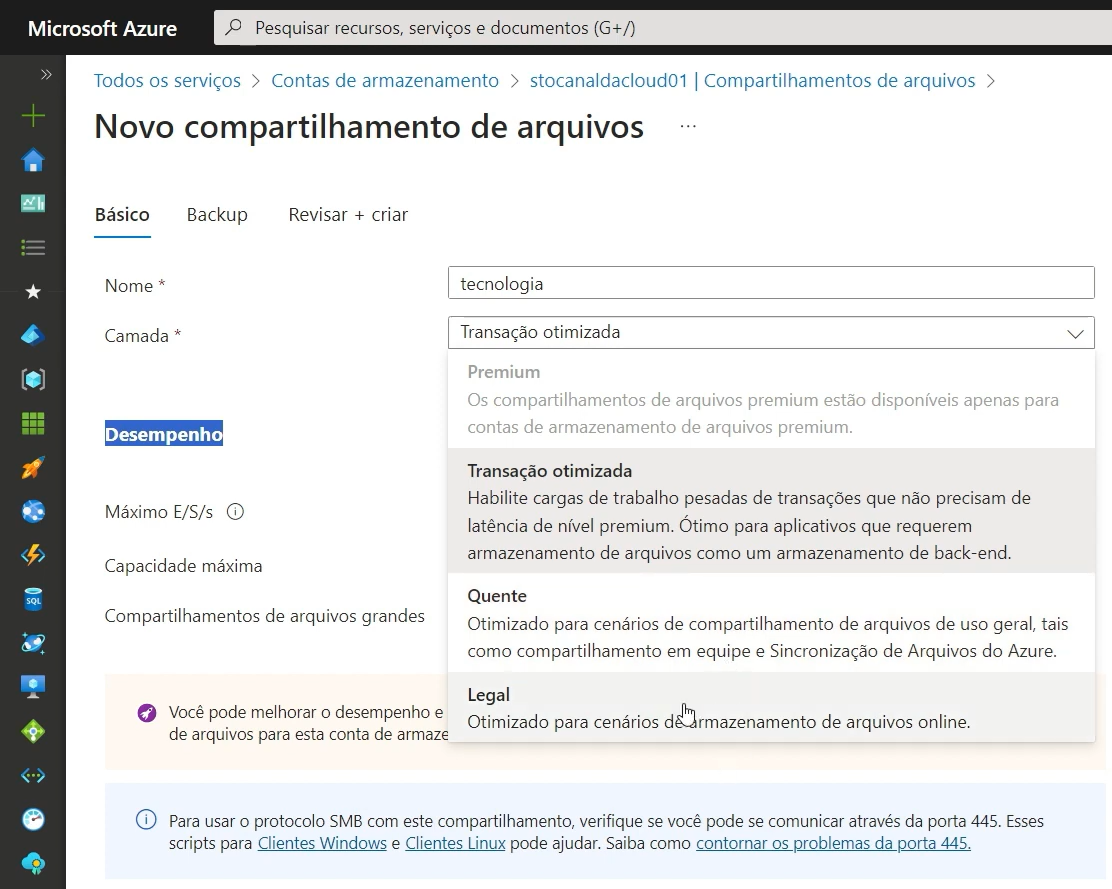 Microsoft Azure
Pesquisar recursos, serviços e documentos (G+/)
Todos os serviços > Contas de armazenamento > stocanaldacloud01 | Compartilhamentos de arquivos >
Novo compartilhamento de arquivos ...
Básico Backup Revisar + criar
Nome *
tecnologia
Camada *
Transação otimizada
Premium
Os compartilhamentos de arquivos premium estão disponíveis apenas para
contas de armazenamento de arquivos premium.
Desempenho
Transação otimizada
Habilite cargas de trabalho pesadas de transações que não precisam de
latência de nível premium. Ótimo para aplicativos que requerem
armazenamento de arquivos como um armazenamento de back-end.
Máximo E/S/s
Capacidade máxima
Compartilhamentos de arquivos grandes
Quente
Otimizado para cenários de compartilhamento de arquivos de uso geral, tais
como compartilhamento em equipe e Sincronização de Arquivos do Azure.
Legal
Otimizado para cenários de armazenamento de arquivos online.
Você pode melhorar o desempenho e
de arquivos para esta conta de armaze
Para usar o protocolo SMB com este compartilhamento, verifique se você pode se comunicar através da porta 445. Esses
scripts para Clientes Windows e Clientes Linux pode ajudar. Saiba como contornar os problemas da porta 445.
SQL